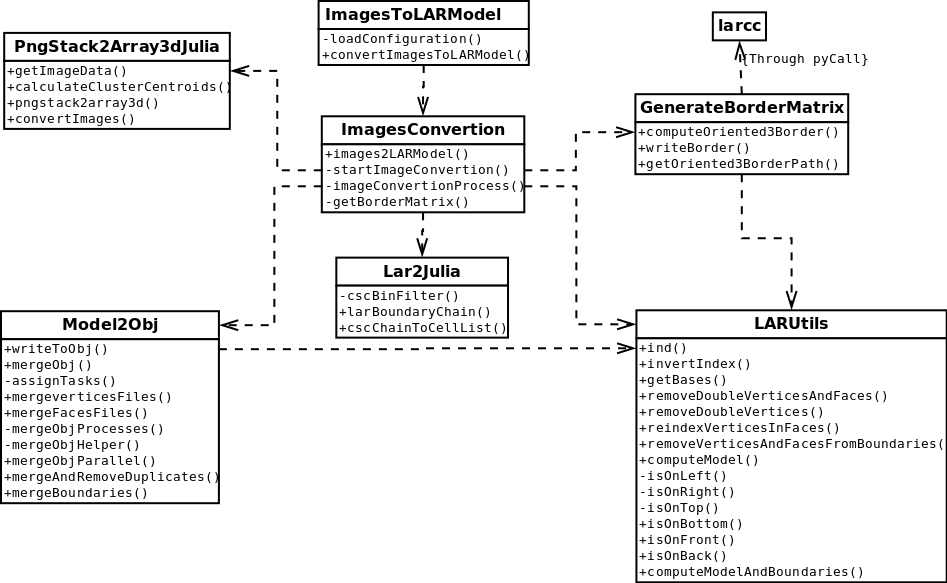 ImagesToLARModel
-loadConfiguration()
+convertImagesToLARModel()
larcc
{Through pyCall}
PngStack2Array3dJulia
+getImageData()
+calculateClusterCentroids()
+pngstack2array3d()
+convertImages()
GenerateBorderMatrix
+computeOriented3Border()
+writeBorder()
+getOriented3BorderPath()
ImagesConvertion
+images2LARModel()
-startImageConvertion()
-imageConvertionProcess()
-getBorderMatrix()
Lar2Julia
-cscBinFilter()
+larBoundaryChain()
+cscChainToCellList()
Model2Obj
+writeToObj()
+mergeObj()
-assignTasks()
+mergeverticesFiles()
+mergeFacesFiles()
-mergeObjProcesses()
-mergeObjHelper()
+mergeObjParallel()
+mergeAndRemoveDuplicates()
+mergeBoundaries()
LARUtils
+ind()
+invertIndex()
+getBases()
+removeDoubleVerticesAndFaces()
+removeDoubleVertices()
+reindexVerticesInFaces()
+removeVerticesAndFacesFromBoundaries(
+computeModel()
-isOnLeft()
-isOnRight()
-isOnTop()
+isOnBottom()
+isOnFront()
+isOnBack()
+computeModelAndBoundaries()